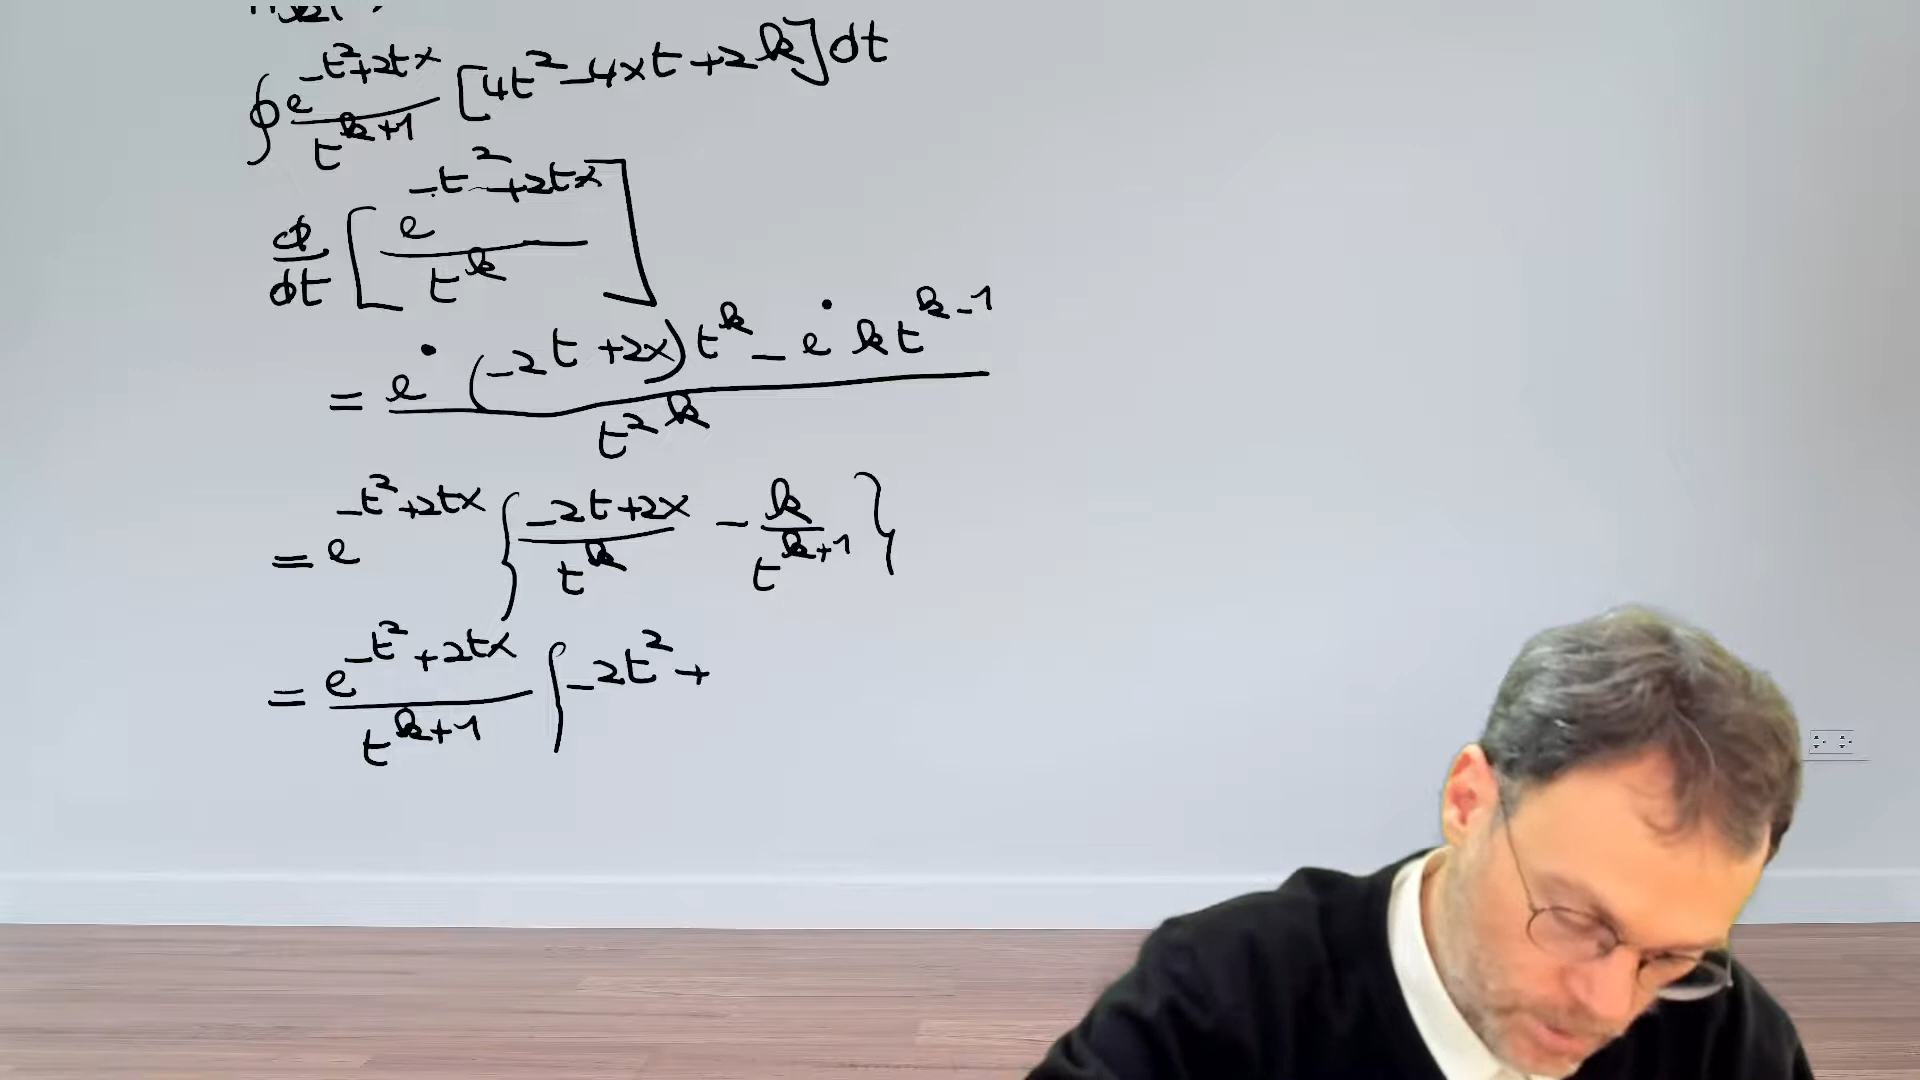 ∮ e^{-t²+2tx} / t^{k+1} [4t² - 4xt + 2k] dt
d/dt [ e^{-t²+2tx} / t^k ]
= e^• (-2t + 2x) t^k - e^• k t^{k-1} / t^{2k}
= e^{-t²+2tx} { -2t+2x / t^k - k / t^{k+1} }
= e^{-t²+2tx} / t^{k+1} { -2t² +